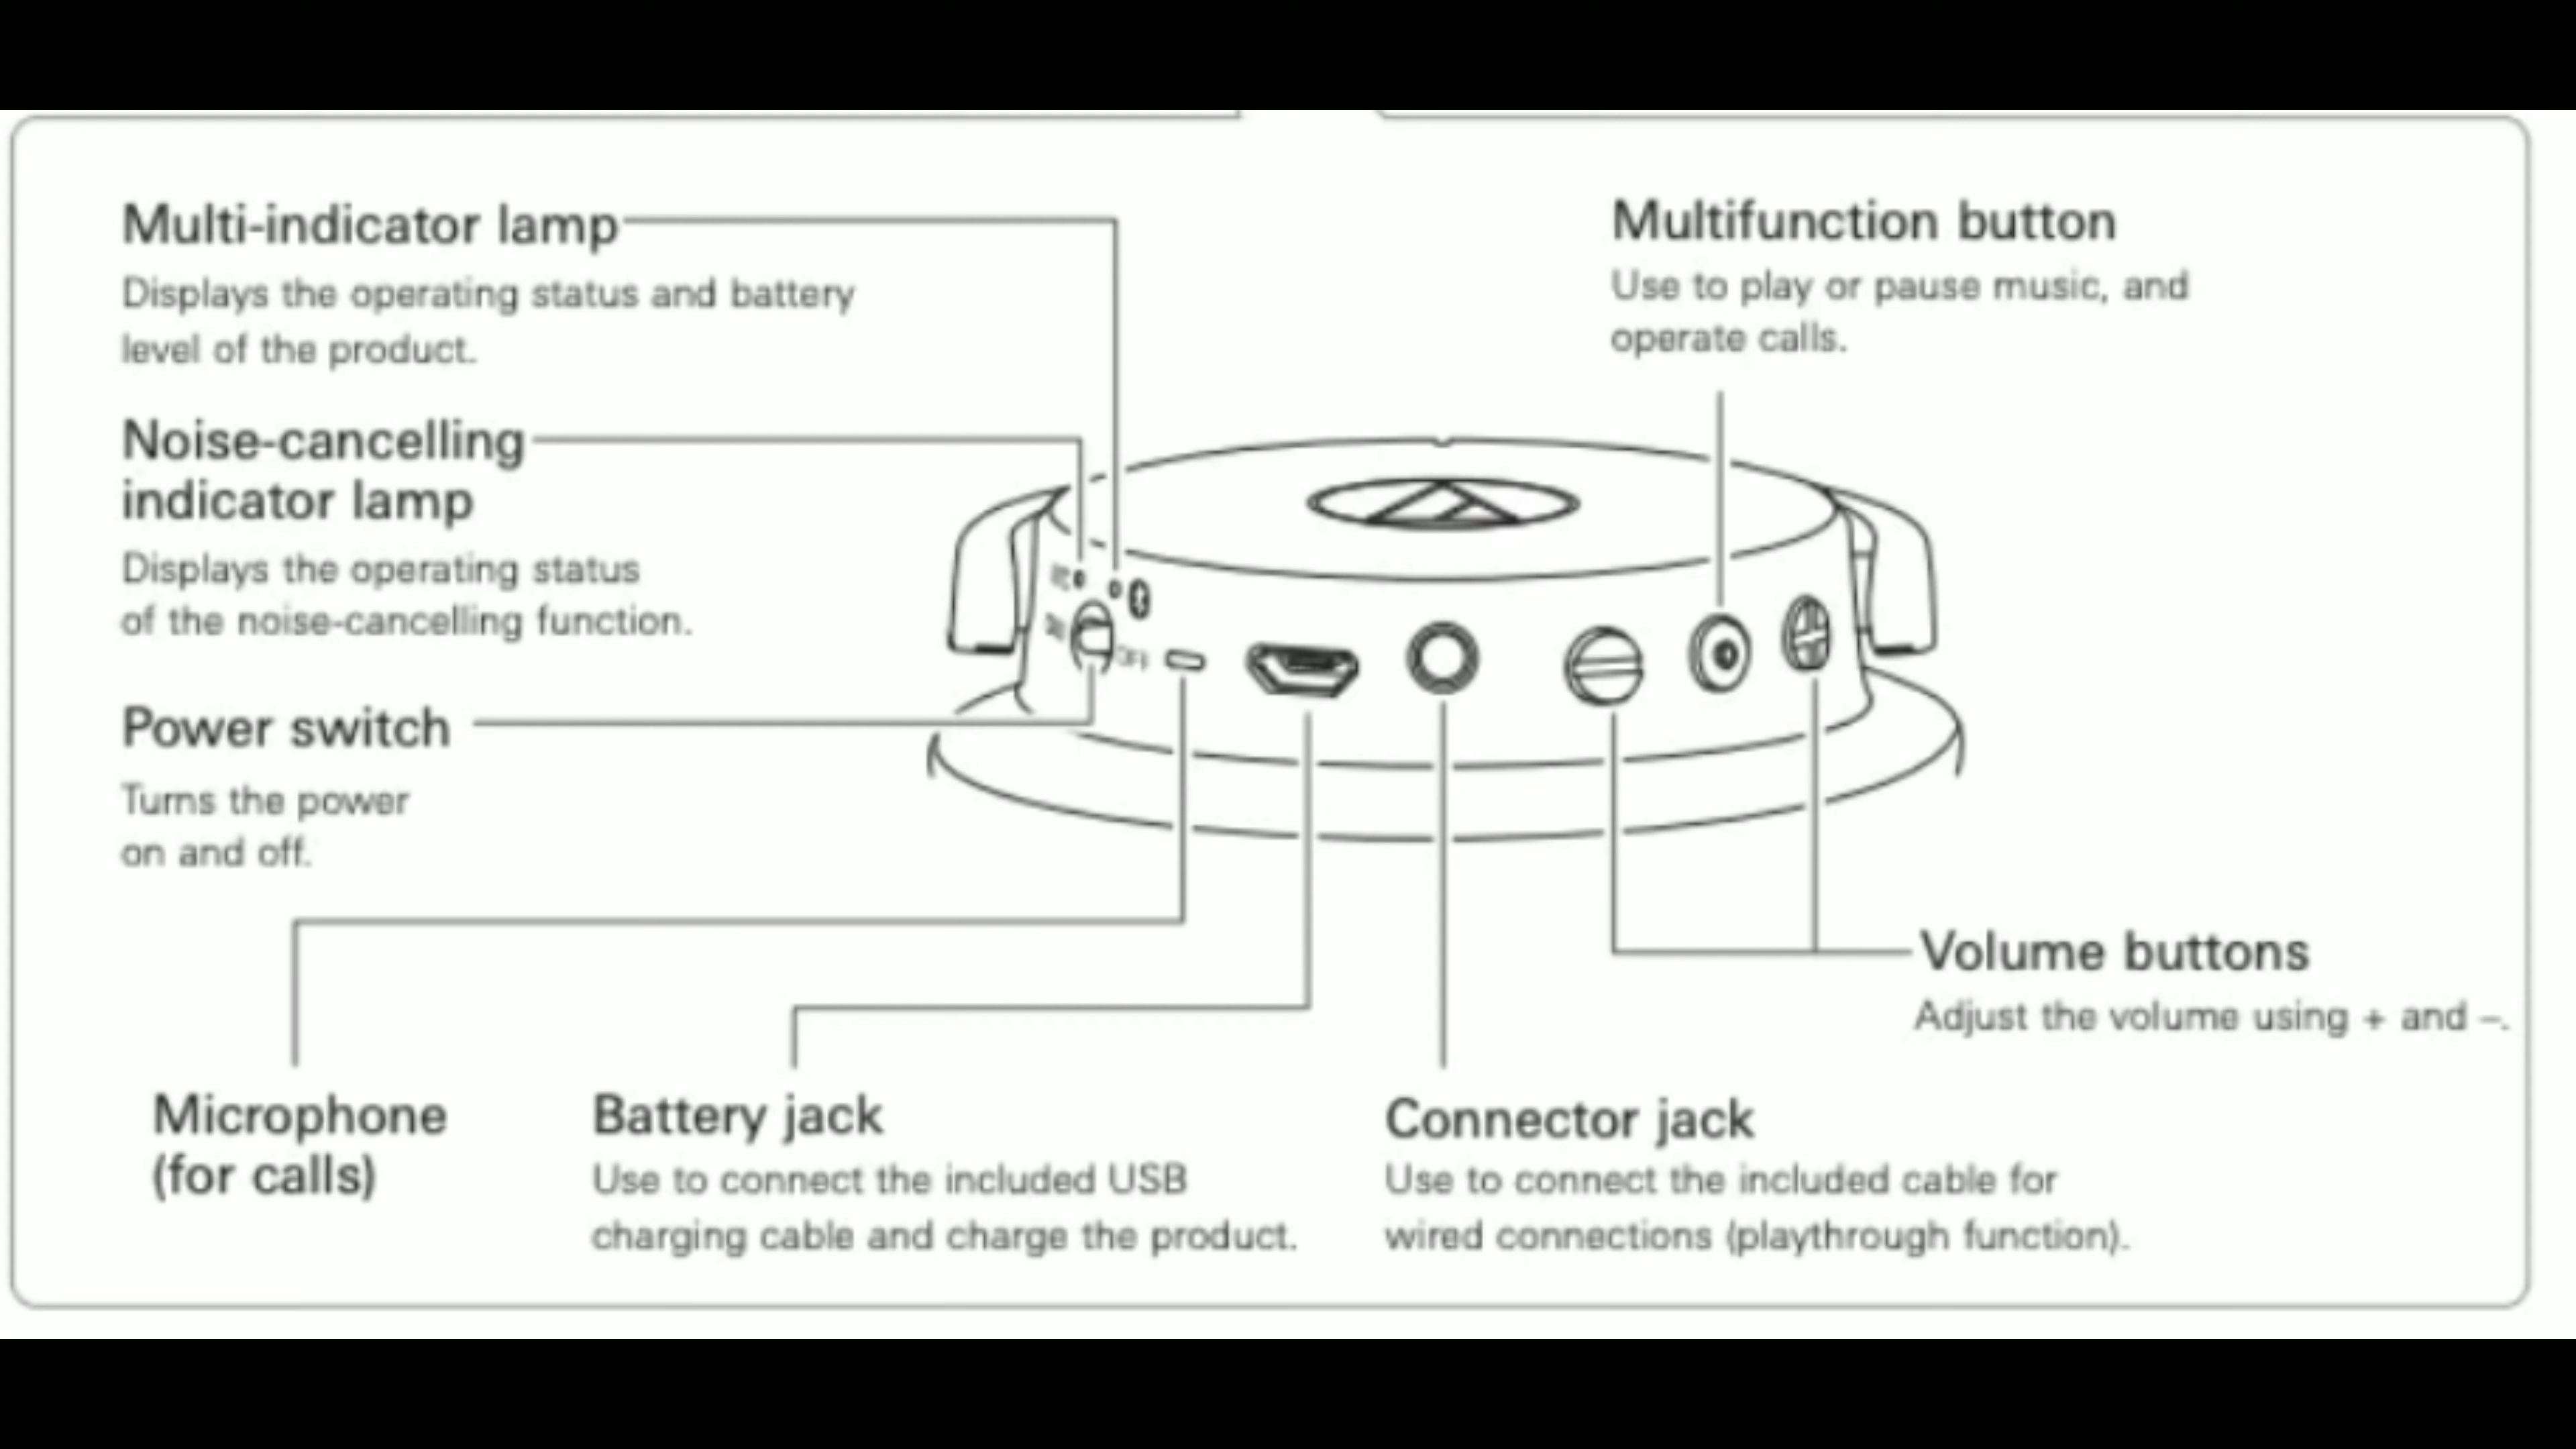 Multi-indicator lamp
Displays the operating status and battery
level of the product.
Noise-cancelling
indicator lamp
Displays the operating status
of the noise-cancelling function.
Power switch
Turns the power
on and off.
Multifunction button
Use to play or pause music, and
operate calls.
OFF
Volume buttons
Adjust the volume using + and –.
Microphone
(for calls)
Battery jack
Use to connect the included USB
charging cable and charge the product.
Connector jack
Use to connect the included cable for
wired connections (playthrough function).